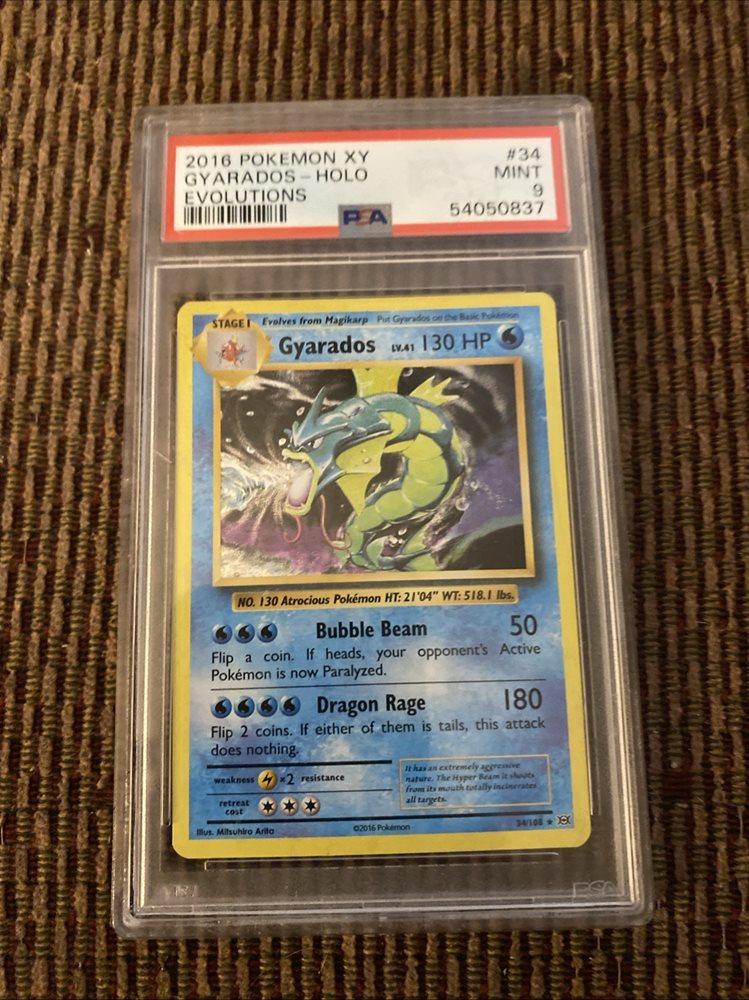 2016 POKEMON XY #34
GYARADOS - HOLO MINT
EVOLUTIONS 9
PSA 54050837
STAGE 1 Evolves from Magikarp Put Gyarados on the Basic Pokémon
Gyarados LV.41 130 HP
NO. 130 Atrocious Pokémon HT: 21'04" WT: 518.1 lbs.
Bubble Beam 50
Flip a coin. If heads, your opponent's Active
Pokémon is now Paralyzed.
Dragon Rage 180
Flip 2 coins. If either of them is tails, this attack
does nothing.
weakness ×2 resistance
retreat
cost
It has an extremely aggressive
nature. The Hyper Beam it shoots
from its mouth totally incinerates
all targets.
Illus. Mitsuhiro Arita ©2016 Pokémon 34/108 ★